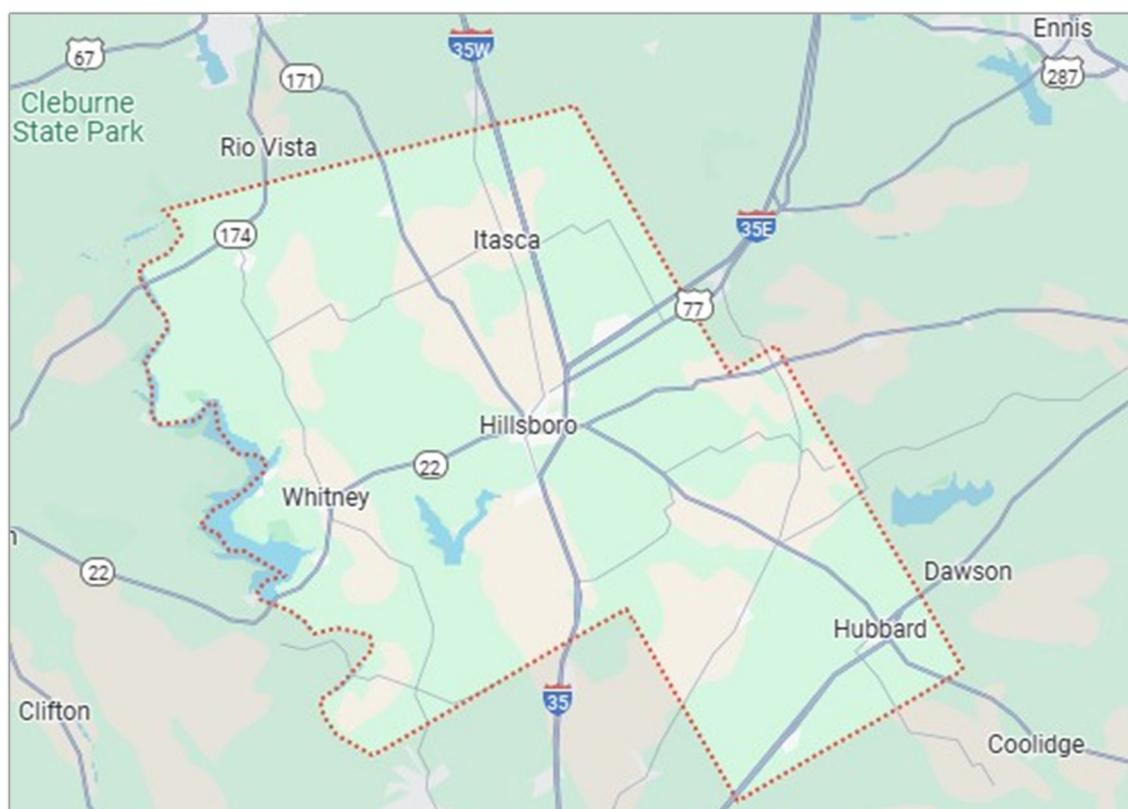 Ennis
35W
67
287
171
Cleburne
State Park
Rio Vista
35E
174
Itasca
77
Hillsboro
22
Whitney
n
22
Dawson
Hubbard
35
Clifton
Coolidge